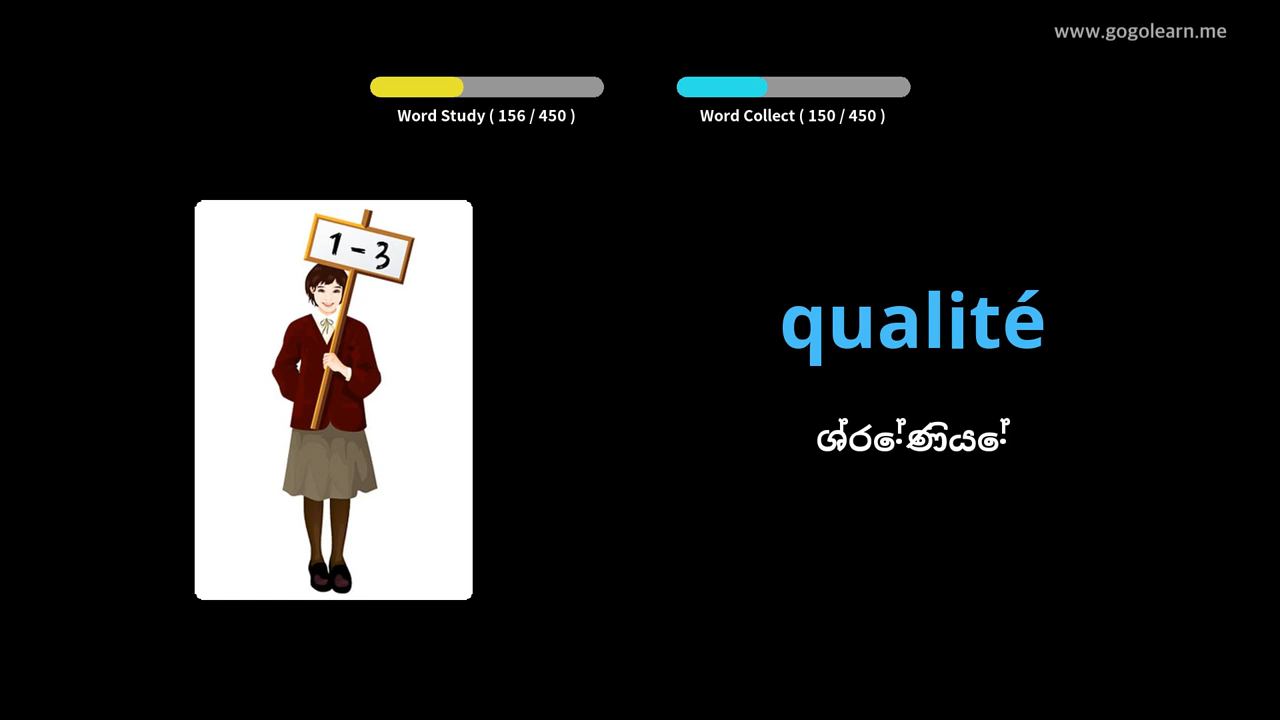 www.gogolearn.me
Word Study ( 156 / 450 )
Word Collect ( 150 / 450 )
1 - 3
qualité
ශ්රේණියේ